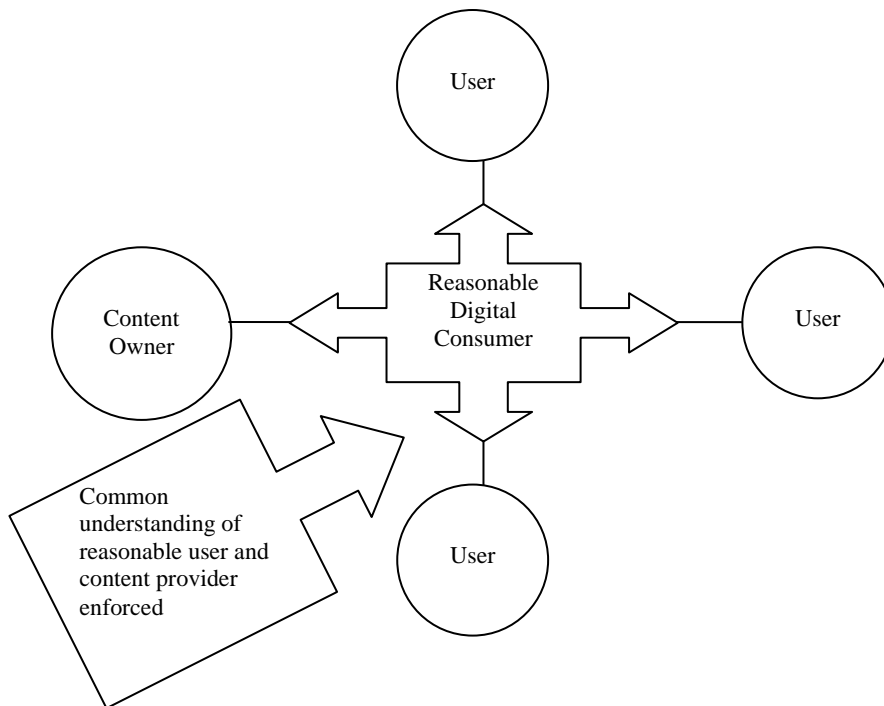 User
Reasonable
Digital
Consumer
Content
Owner
User
Common
understanding of
reasonable user and
content provider
enforced
User